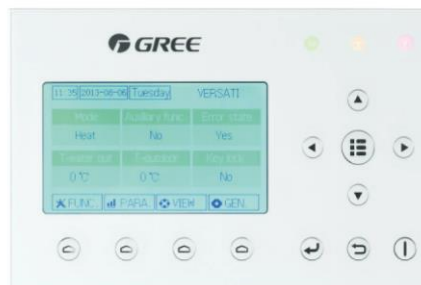 GREE
11:35 2013-06-06 Tuesday VERSATI
Mode Auxiliary func. Error state
Heat No Yes
T-water out T-outdoor Key lock
0℃ 0℃ No
FUNC. PARA. VIEW GEN.